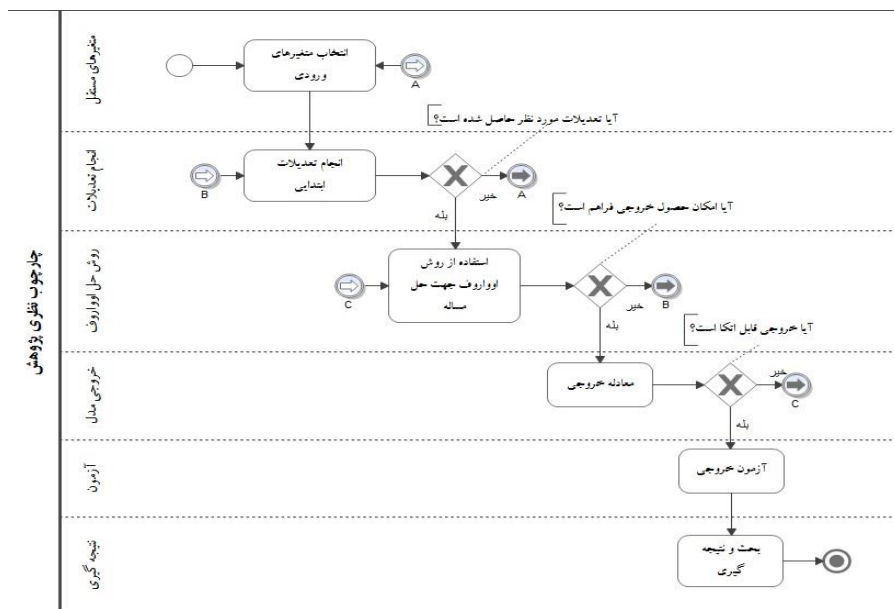 چارچوب نظری پژوهش
متغیرهای مستقل
انتخاب متغیرهای
ورودی
A
آیا تعدیلات مورد نظر حاصل شده است؟
انجام تعدیلات
B
انجام تعدیلات
ابتدایی
خیر
A
بله
آیا امکان حصول خروجی فراهم است؟
روش حل اوواروف
C
استفاده از روش
اوواروف جهت حل
مساله
خیر
B
بله
آیا خروجی قابل اتکا است؟
خروجی مدل
معادله خروجی
خیر
C
بله
آزمون
آزمون خروجی
نتیجه گیری
بحث و نتیجه
گیری